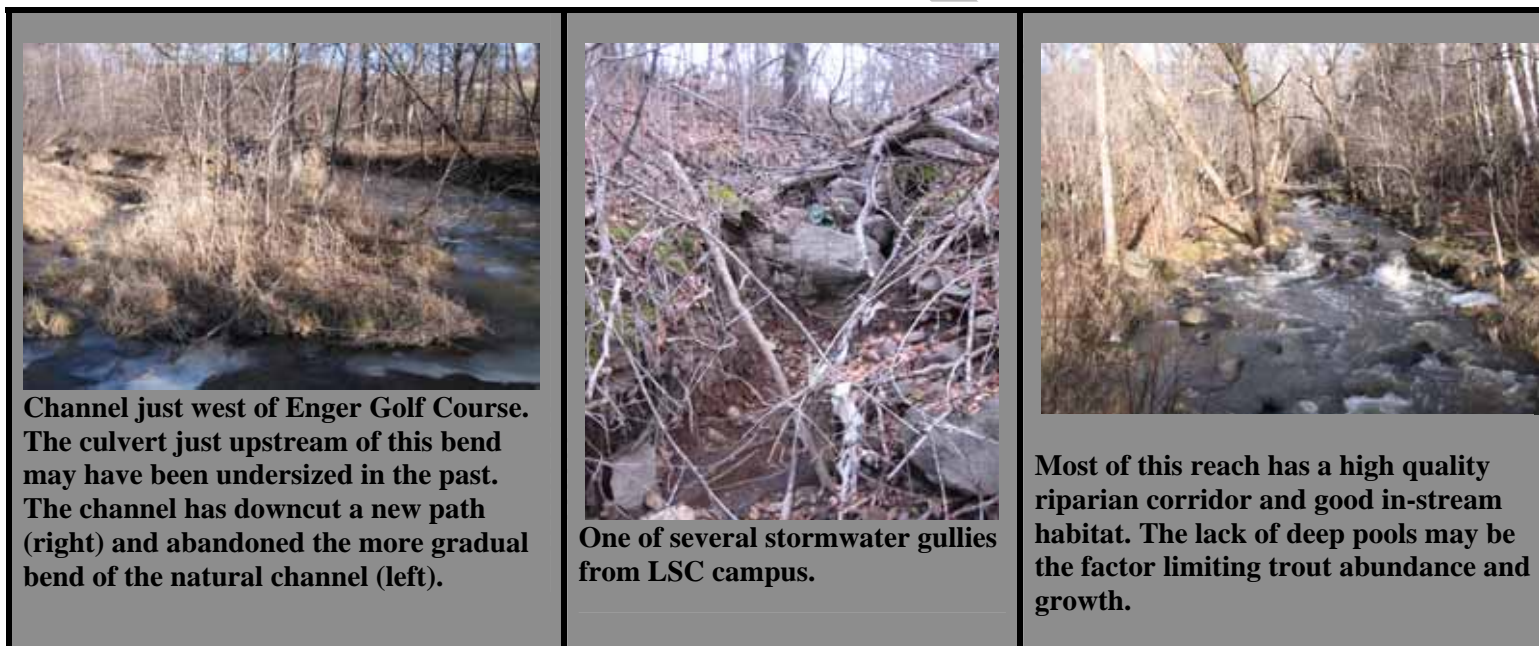 Channel just west of Enger Golf Course.
The culvert just upstream of this bend
may have been undersized in the past.
The channel has downcut a new path
(right) and abandoned the more gradual
bend of the natural channel (left).
One of several stormwater gullies
from LSC campus.
Most of this reach has a high quality
riparian corridor and good in-stream
habitat. The lack of deep pools may be
the factor limiting trout abundance and
growth.